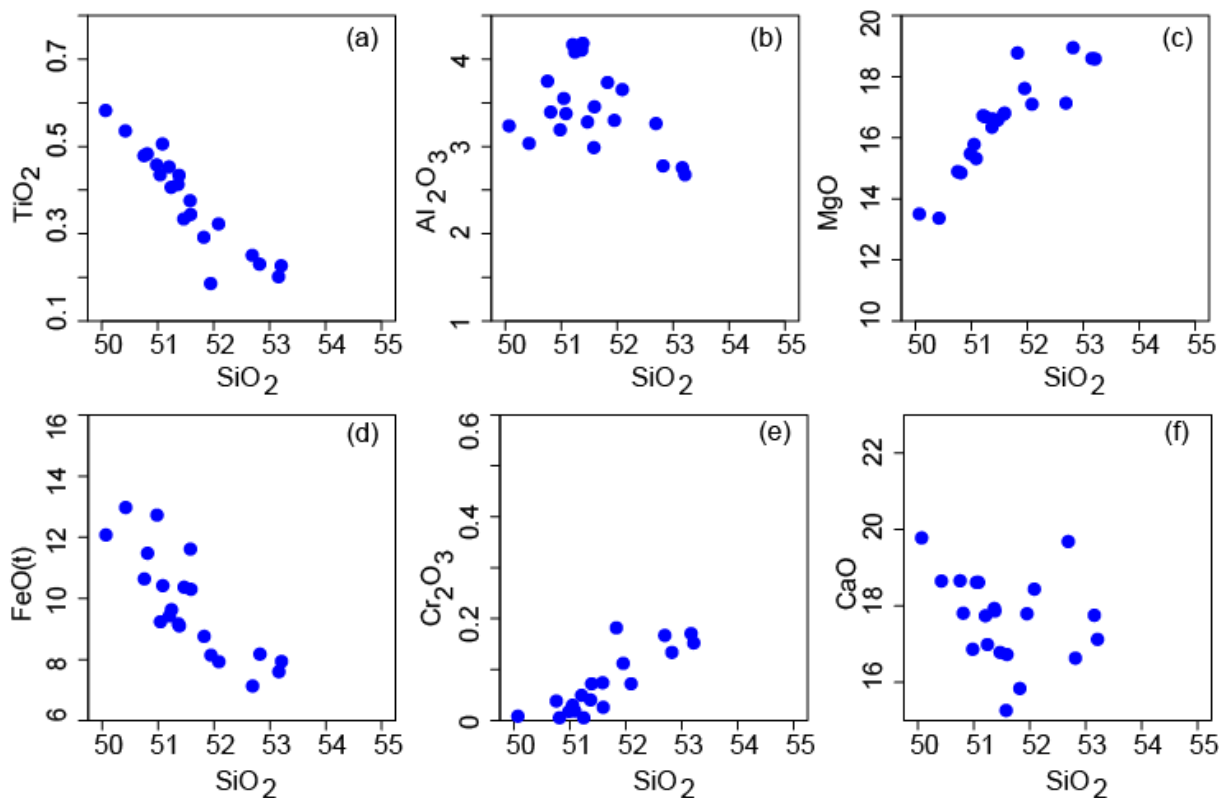 (a)
TiO2
0.7
0.5
0.3
0.1
50 51 52 53 54 55
SiO2
(b)
Al2O3
4
3
2
1
50 51 52 53 54 55
SiO2
(c)
MgO
20
18
16
14
12
10
50 51 52 53 54 55
SiO2
(d)
FeO(t)
16
14
12
10
8
6
50 51 52 53 54 55
SiO2
(e)
Cr2O3
0.6
0.4
0.2
0
50 51 52 53 54 55
SiO2
(f)
CaO
22
20
18
16
50 51 52 53 54 55
SiO2